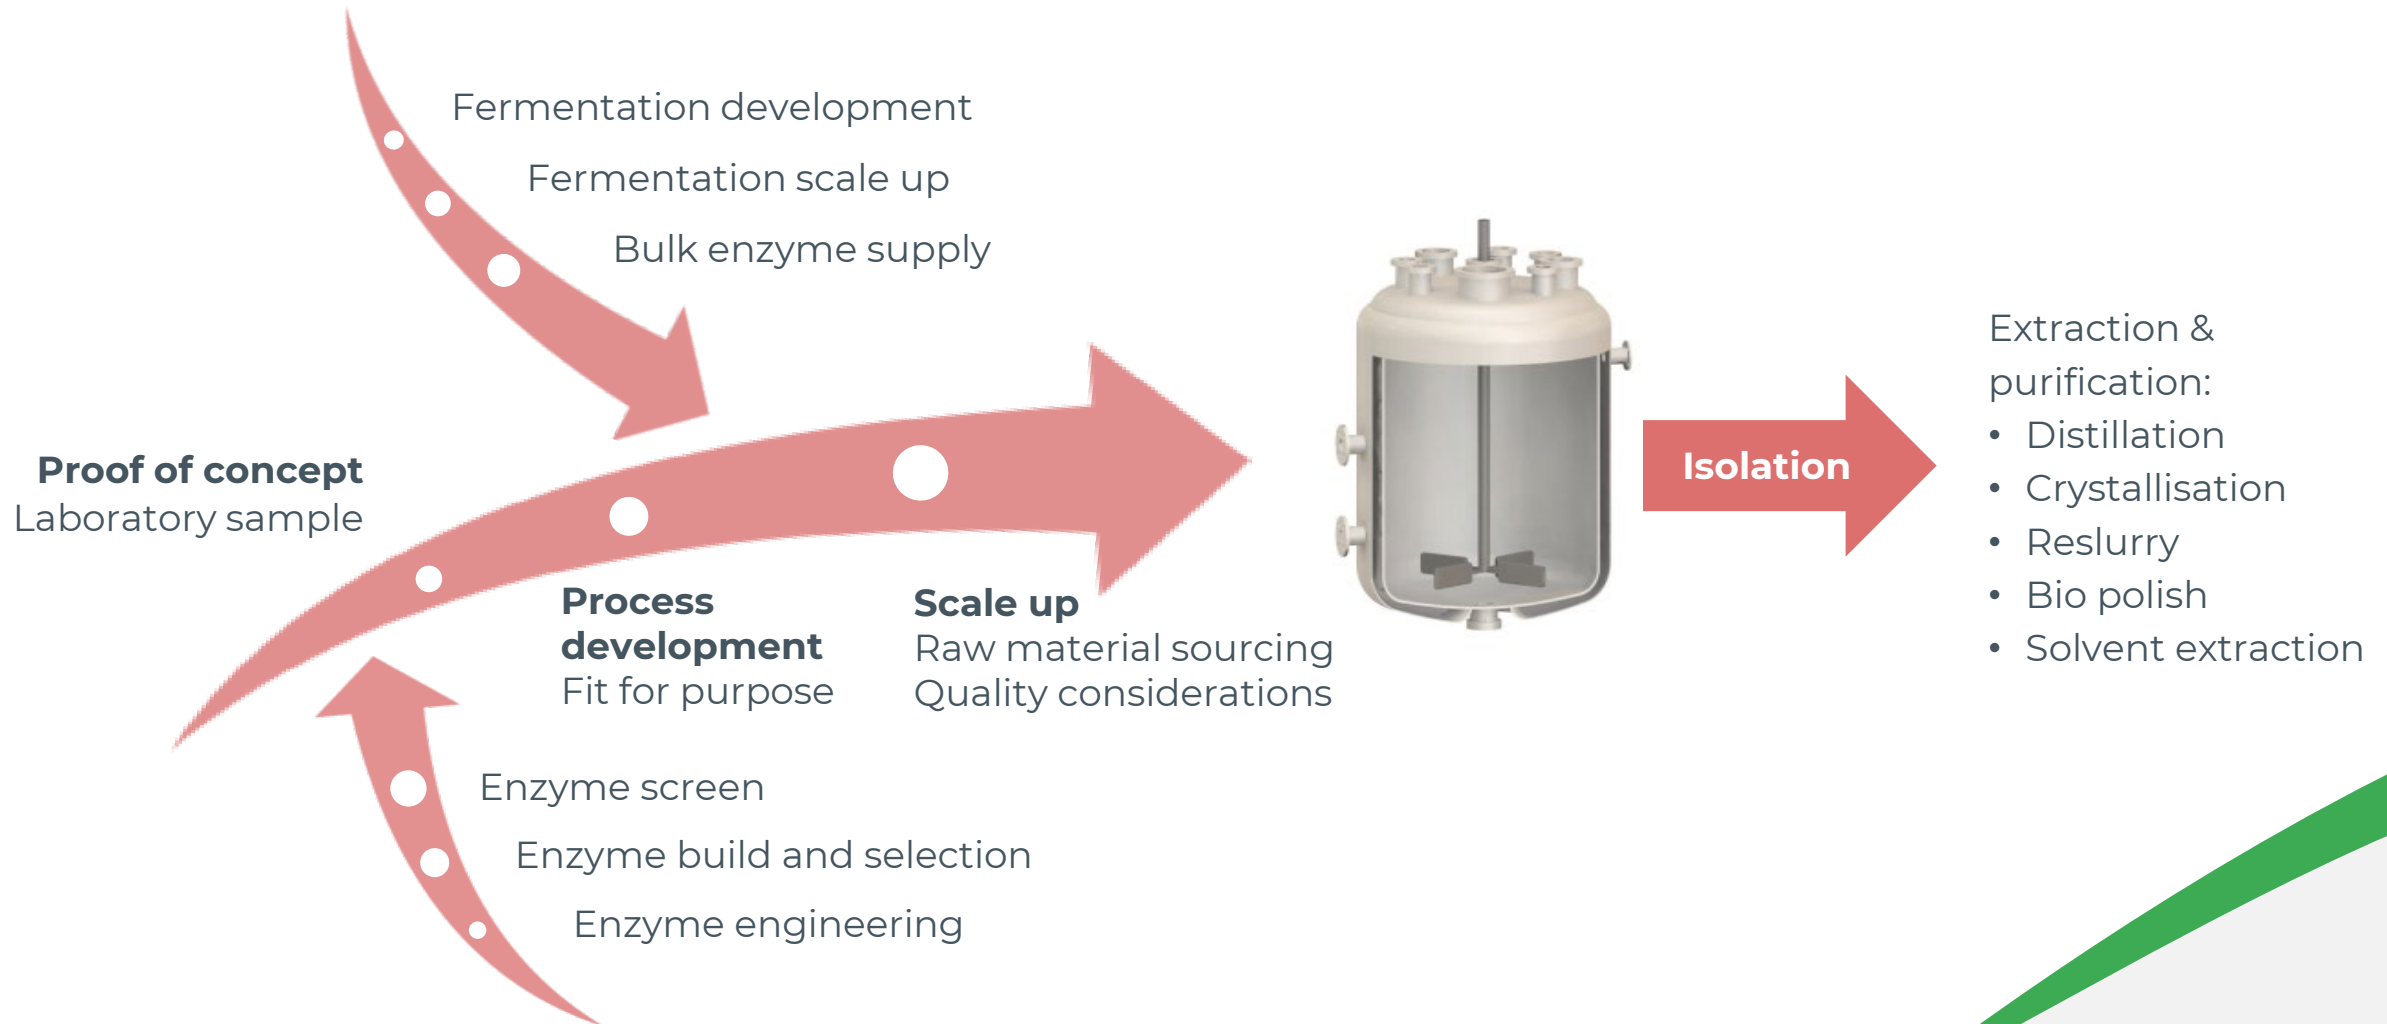 Fermentation development
Fermentation scale up
Bulk enzyme supply
Proof of concept
Laboratory sample
Process
development
Fit for purpose
Scale up
Raw material sourcing
Quality considerations
Enzyme screen
Enzyme build and selection
Enzyme engineering
Isolation
Extraction &
purification:
• Distillation
• Crystallisation
• Reslurry
• Bio polish
• Solvent extraction